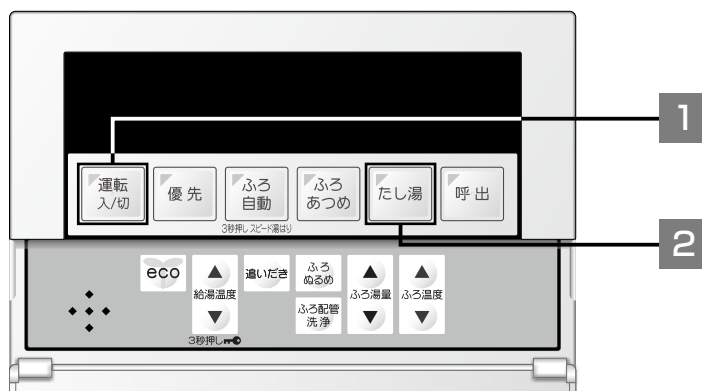 1
運転
入/切
優先
ふろ
自動
ふろ
あつめ
たし湯
呼出
3秒押しスピード湯はり
2
eco
給湯温度
3秒押し
追いだき
ふろ
ぬるめ
ふろ配管
洗浄
ふろ湯量
ふろ温度